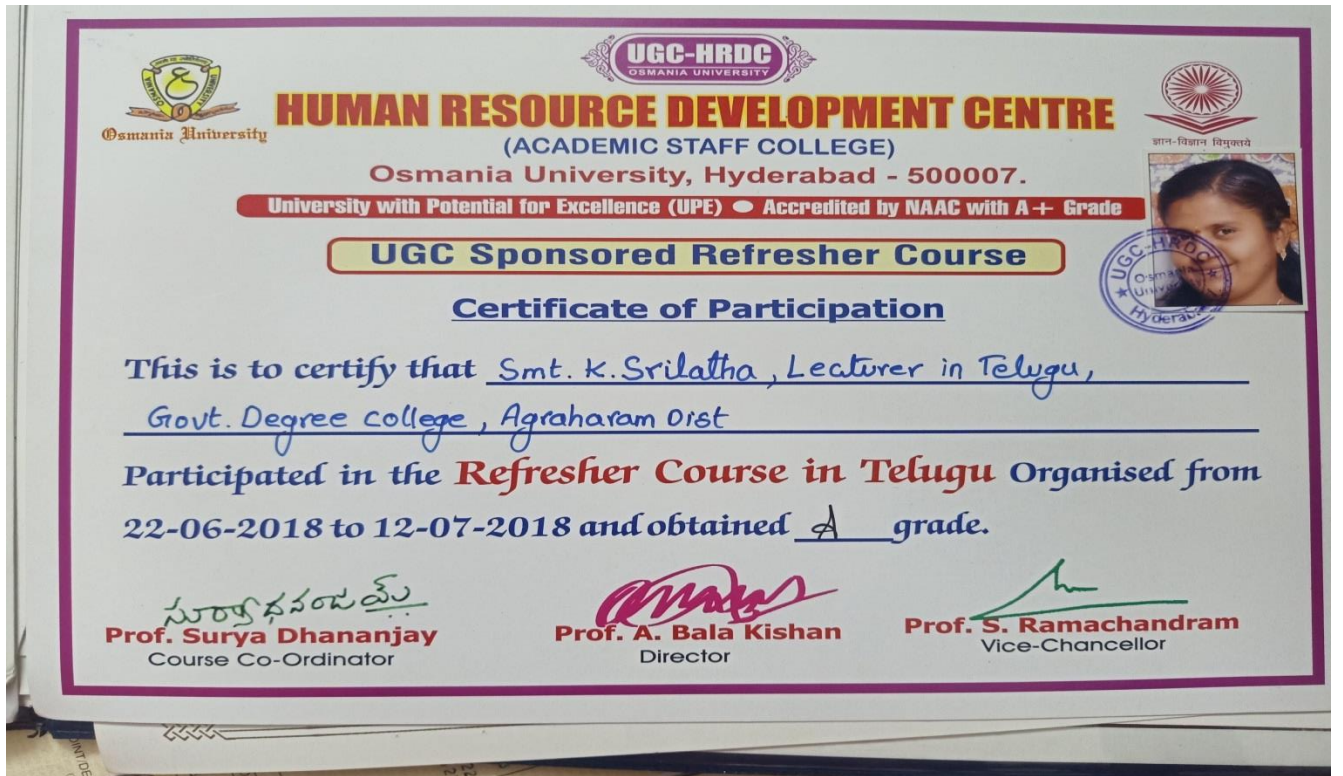 UGC-HRDC
OSMANIA UNIVERSITY
Osmania University
HUMAN RESOURCE DEVELOPMENT CENTRE
ज्ञान-विज्ञान विमुक्तये
(ACADEMIC STAFF COLLEGE)
Osmania University, Hyderabad - 500007.
University with Potential for Excellence (UPE) ● Accredited by NAAC with A+ Grade
UGC Sponsored Refresher Course
UGC-HRDC
Osmania
Hyderabad
Certificate of Participation
This is to certify that Smt. K. Srilatha, Lecturer in Telugu,
Govt. Degree college, Agraharam Dist
Participated in the Refresher Course in Telugu Organised from
22-06-2018 to 12-07-2018 and obtained A grade.
Prof. Surya Dhananjay
Course Co-Ordinator
Prof. A. Bala Kishan
Director
Prof. S. Ramachandram
Vice-Chancellor